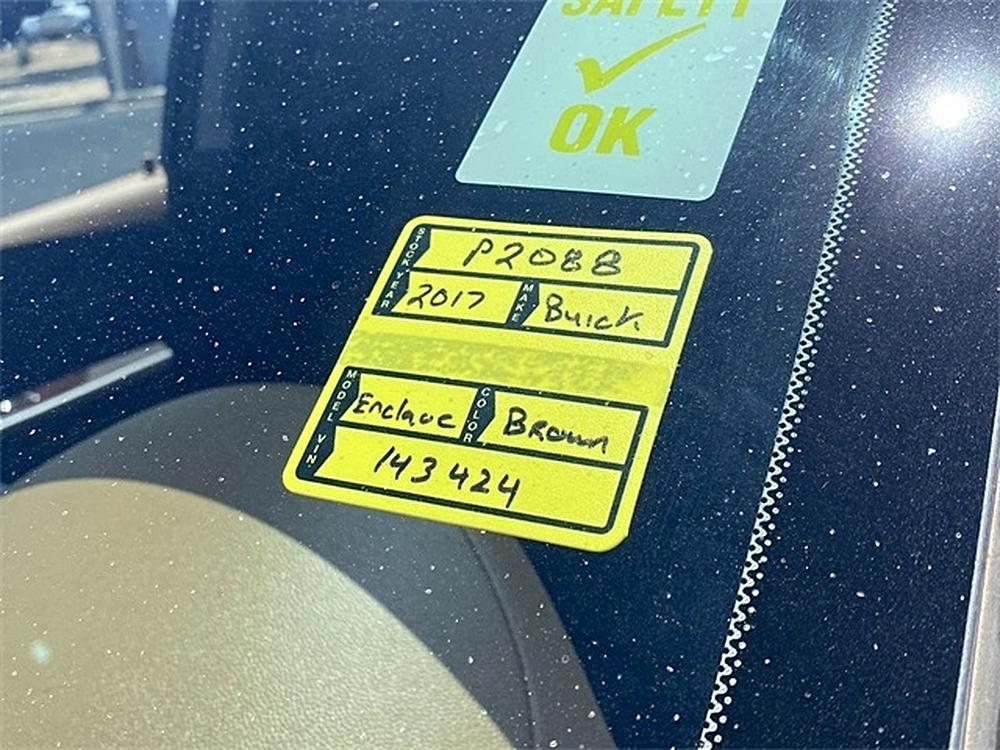 SAFETY
OK
STOCK P2088
YEAR 2017 MAKE Buick
MODEL Enclave COLOR Brown
VIN 143424